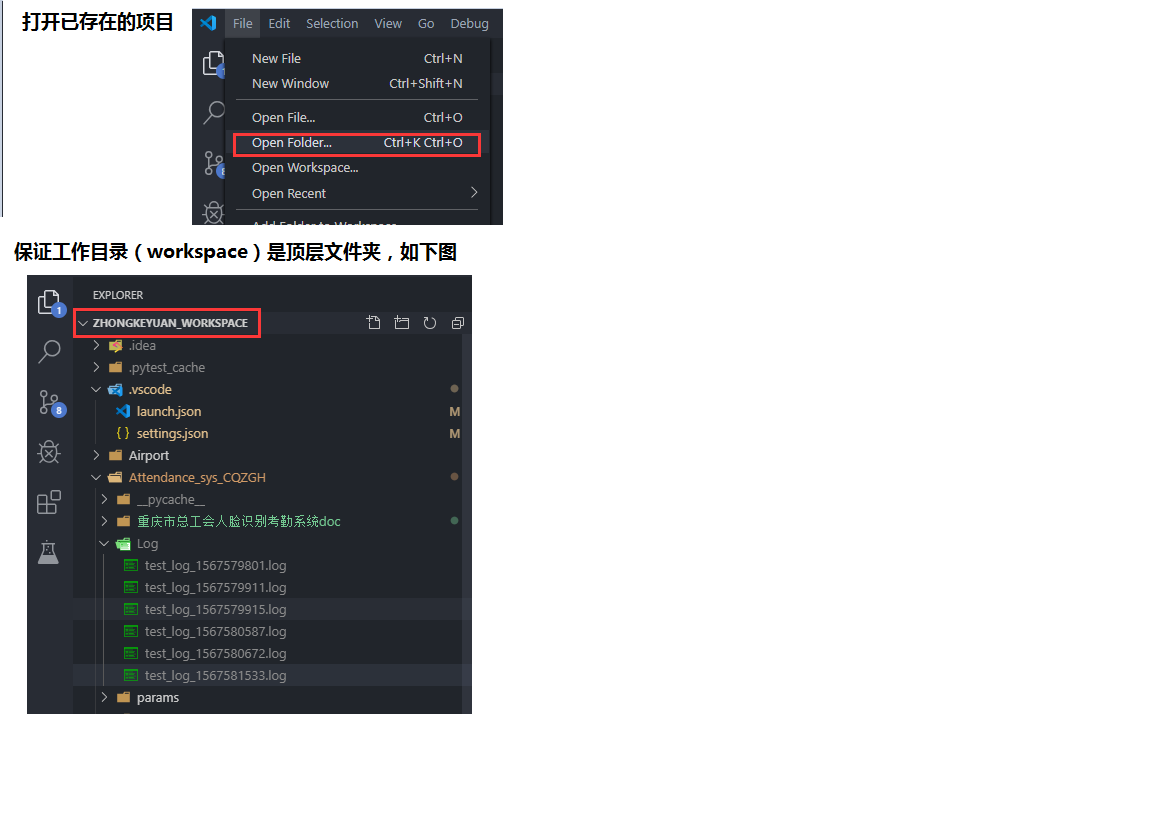 打开已存在的项目
File Edit Selection View Go Debug
New File Ctrl+N
New Window Ctrl+Shift+N
Open File... Ctrl+O
Open Folder... Ctrl+K Ctrl+O
Open Workspace...
Open Recent
Add Folder to Workspace
保证工作目录（workspace）是顶层文件夹，如下图
EXPLORER
1
ZHONGKEYUAN_WORKSPACE
.idea
.pytest_cache
.vscode
launch.json M
8
settings.json M
Airport
Attendance_sys_CQZGH
__pycache__
重庆市总工会人脸识别考勤系统doc
Log
test_log_1567579801.log
test_log_1567579911.log
test_log_1567579915.log
test_log_1567580587.log
test_log_1567580672.log
test_log_1567581533.log
params